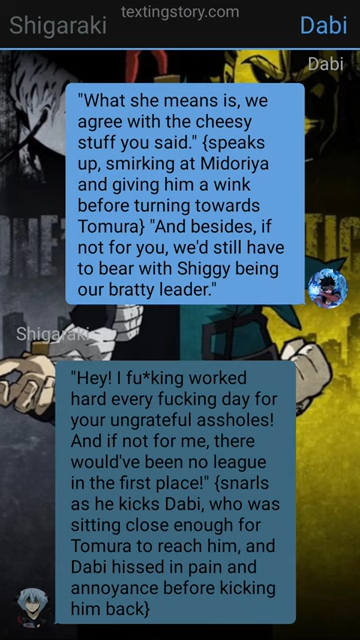 textingstory.com
Shigaraki
Dabi
Dabi
"What she means is, we
agree with the cheesy
stuff you said." {speaks
up, smirking at Midoriya
and giving him a wink
before turning towards
Tomura} "And besides, if
not for you, we'd still have
to bear with Shiggy being
our bratty leader."
Shigaraki
"Hey! I fu*king worked
hard every fucking day for
your ungrateful assholes!
And if not for me, there
would've been no league
in the first place!" {snarls
as he kicks Dabi, who was
sitting close enough for
Tomura to reach him, and
Dabi hissed in pain and
annoyance before kicking
him back}